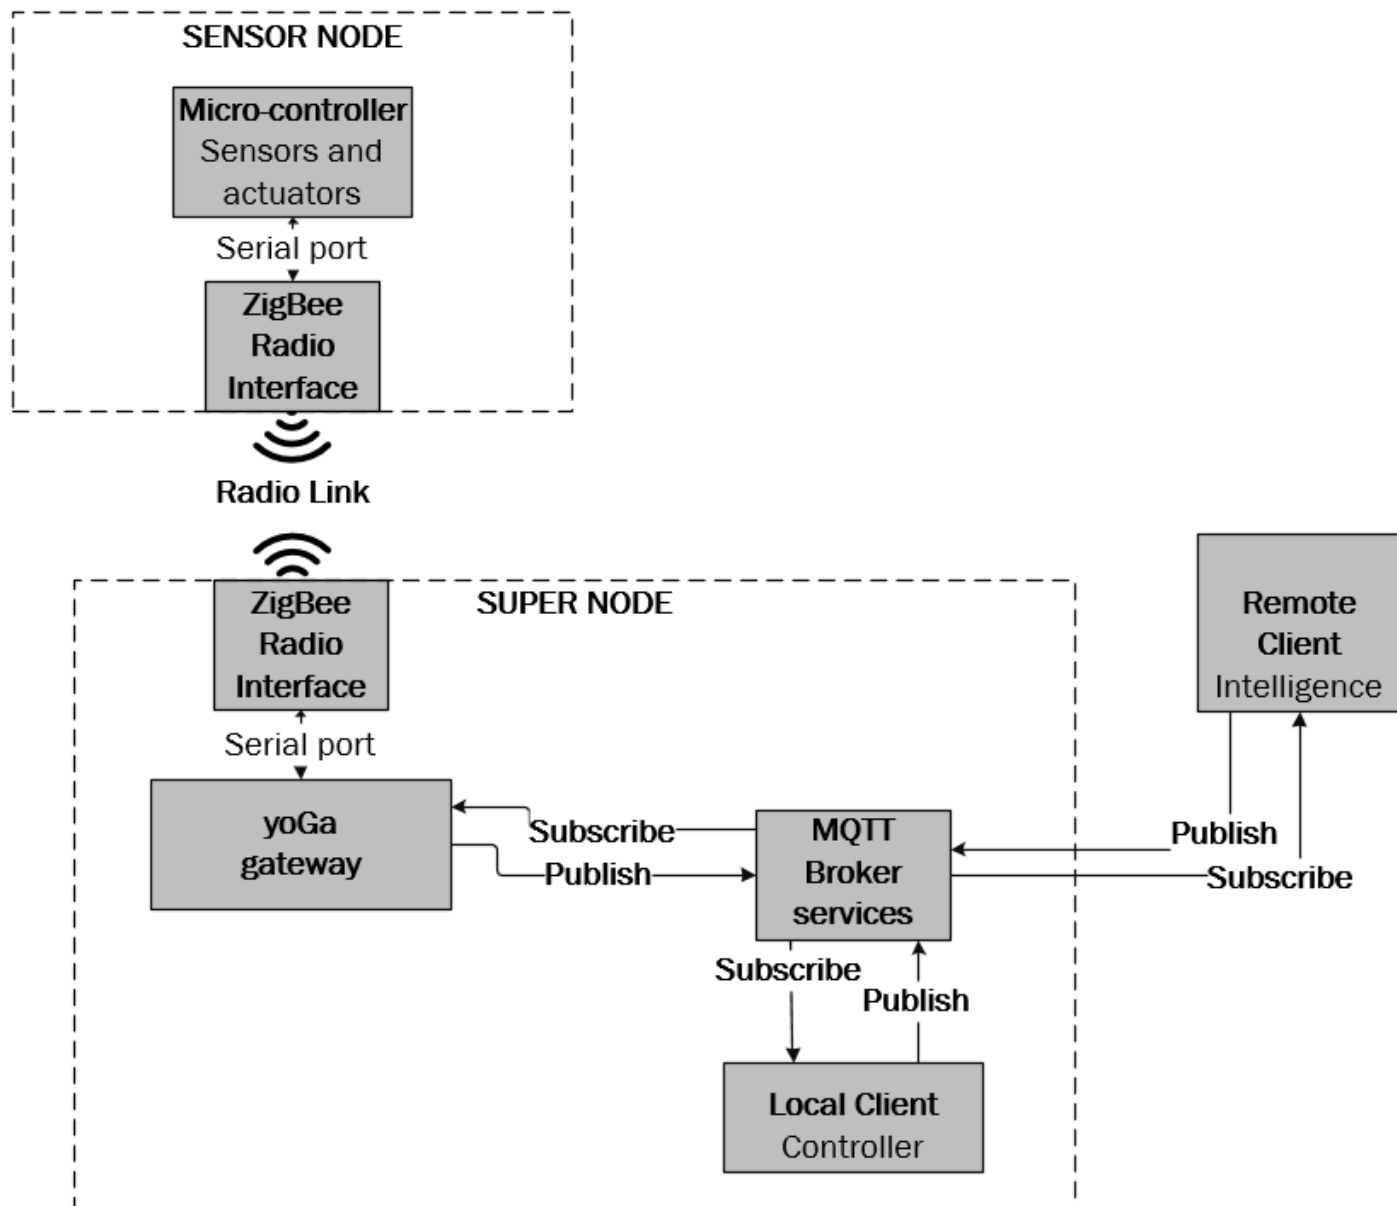 SENSOR NODE
Micro-controller
Sensors and
actuators
Serial port
ZigBee
Radio
Interface
Radio Link
ZigBee
Radio
Interface
SUPER NODE
Remote
Client
Intelligence
Serial port
yoGa
gateway
Subscribe
Publish
MQTT
Broker
services
Publish
Subscribe
Subscribe
Publish
Local Client
Controller